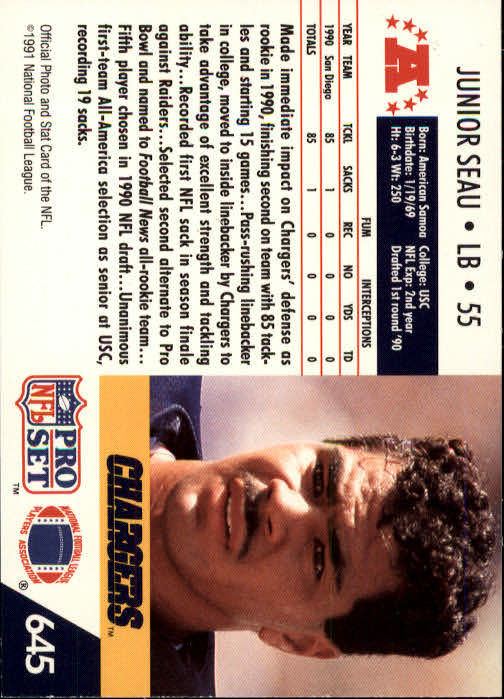 JUNIOR SEAU • LB • 55
A
Born: American Samoa College: USC
Birthdate: 1/19/69 NFL Exp: 2nd year
Ht: 6-3 Wt: 250 Drafted 1st round '90
FUM INTERCEPTIONS
YEAR TEAM TCKL SACKS REC NO YDS TD
1990 San Diego 85 1 0 0 0 0
TOTALS 85 1 0 0 0 0
Made immediate impact on Chargers' defense as
rookie in 1990, finishing second on team with 85 tack-
les and starting 15 games...Pass-rushing linebacker
in college, moved to inside linebacker by Chargers to
take advantage of excellent strength and tackling
ability...Recorded first NFL sack in season finale
against Raiders...Selected second alternate to Pro
Bowl and named to Football News all-rookie team...
Fifth player chosen in 1990 NFL draft...Unanimous
first-team All-America selection as senior at USC,
recording 19 sacks.
Official Photo and Stat Card of the NFL.
©1991 National Football League.
CHARGERS™
NFL
PRO
SET
™
NATIONAL FOOTBALL LEAGUE
PLAYERS ASSOCIATION
®
645